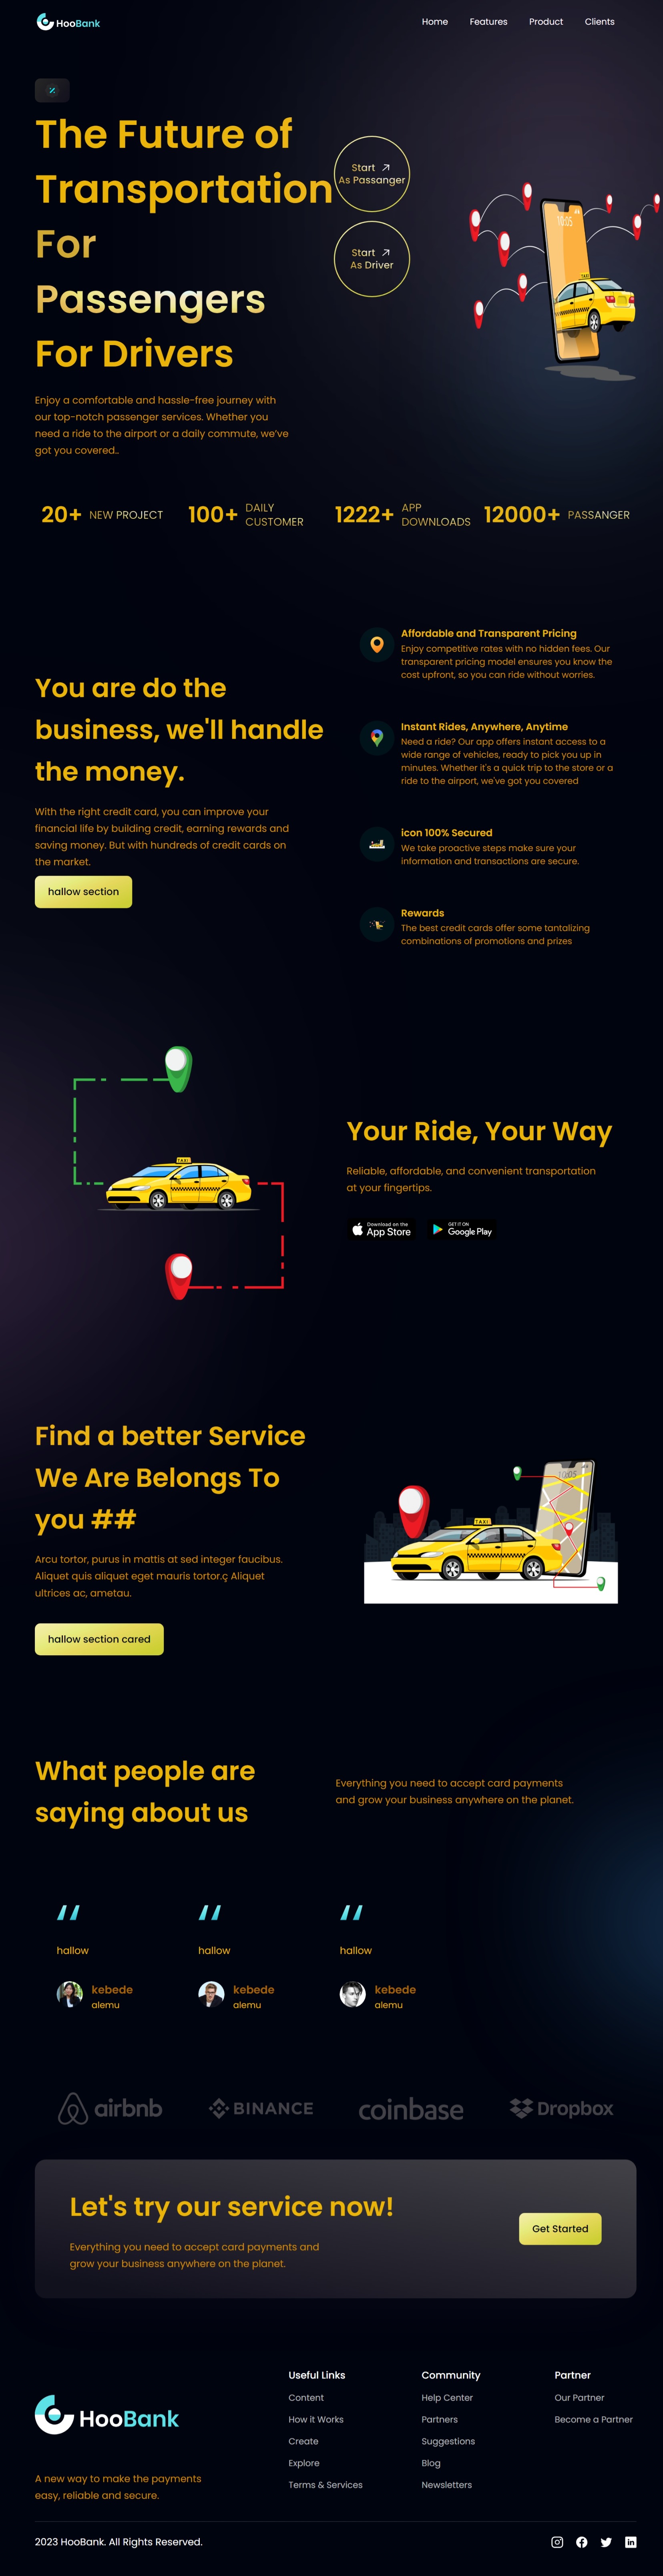 HooBank
Home Features Product Clients
The Future of
Transportation
For
Passengers
For Drivers
Start
As Passanger
Start
As Driver
10:05
TAXI
Enjoy a comfortable and hassle-free journey with
our top-notch passenger services. Whether you
need a ride to the airport or a daily commute, we've
got you covered..
20+ NEW PROJECT
100+ DAILY
CUSTOMER
1222+ APP
DOWNLOADS
12000+ PASSANGER
You are do the
business, we'll handle
the money.
With the right credit card, you can improve your
financial life by building credit, earning rewards and
saving money. But with hundreds of credit cards on
the market.
hallow section
Affordable and Transparent Pricing
Enjoy competitive rates with no hidden fees. Our
transparent pricing model ensures you know the
cost upfront, so you can ride without worries.
Instant Rides, Anywhere, Anytime
Need a ride? Our app offers instant access to a
wide range of vehicles, ready to pick you up in
minutes. Whether it's a quick trip to the store or a
ride to the airport, we've got you covered
icon 100% Secured
We take proactive steps make sure your
information and transactions are secure.
Rewards
The best credit cards offer some tantalizing
combinations of promotions and prizes
TAXI
Your Ride, Your Way
Reliable, affordable, and convenient transportation
at your fingertips.
Download on the
App Store
GET IT ON
Google Play
Find a better Service
We Are Belongs To
you ##
Arcu tortor, purus in mattis at sed integer faucibus.
Aliquet quis aliquet eget mauris tortor.ç Aliquet
ultrices ac, ametau.
hallow section cared
TAXI
10:05
What people are
saying about us
Everything you need to accept card payments
and grow your business anywhere on the planet.
hallow
kebede
alemu
hallow
kebede
alemu
hallow
kebede
alemu
airbnb
BINANCE
coinbase
Dropbox
Let's try our service now!
Everything you need to accept card payments and
grow your business anywhere on the planet.
Get Started
HooBank
A new way to make the payments
easy, reliable and secure.
Useful Links
Content
How it Works
Create
Explore
Terms & Services
Community
Help Center
Partners
Suggestions
Blog
Newsletters
Partner
Our Partner
Become a Partner
2023 HooBank. All Rights Reserved.